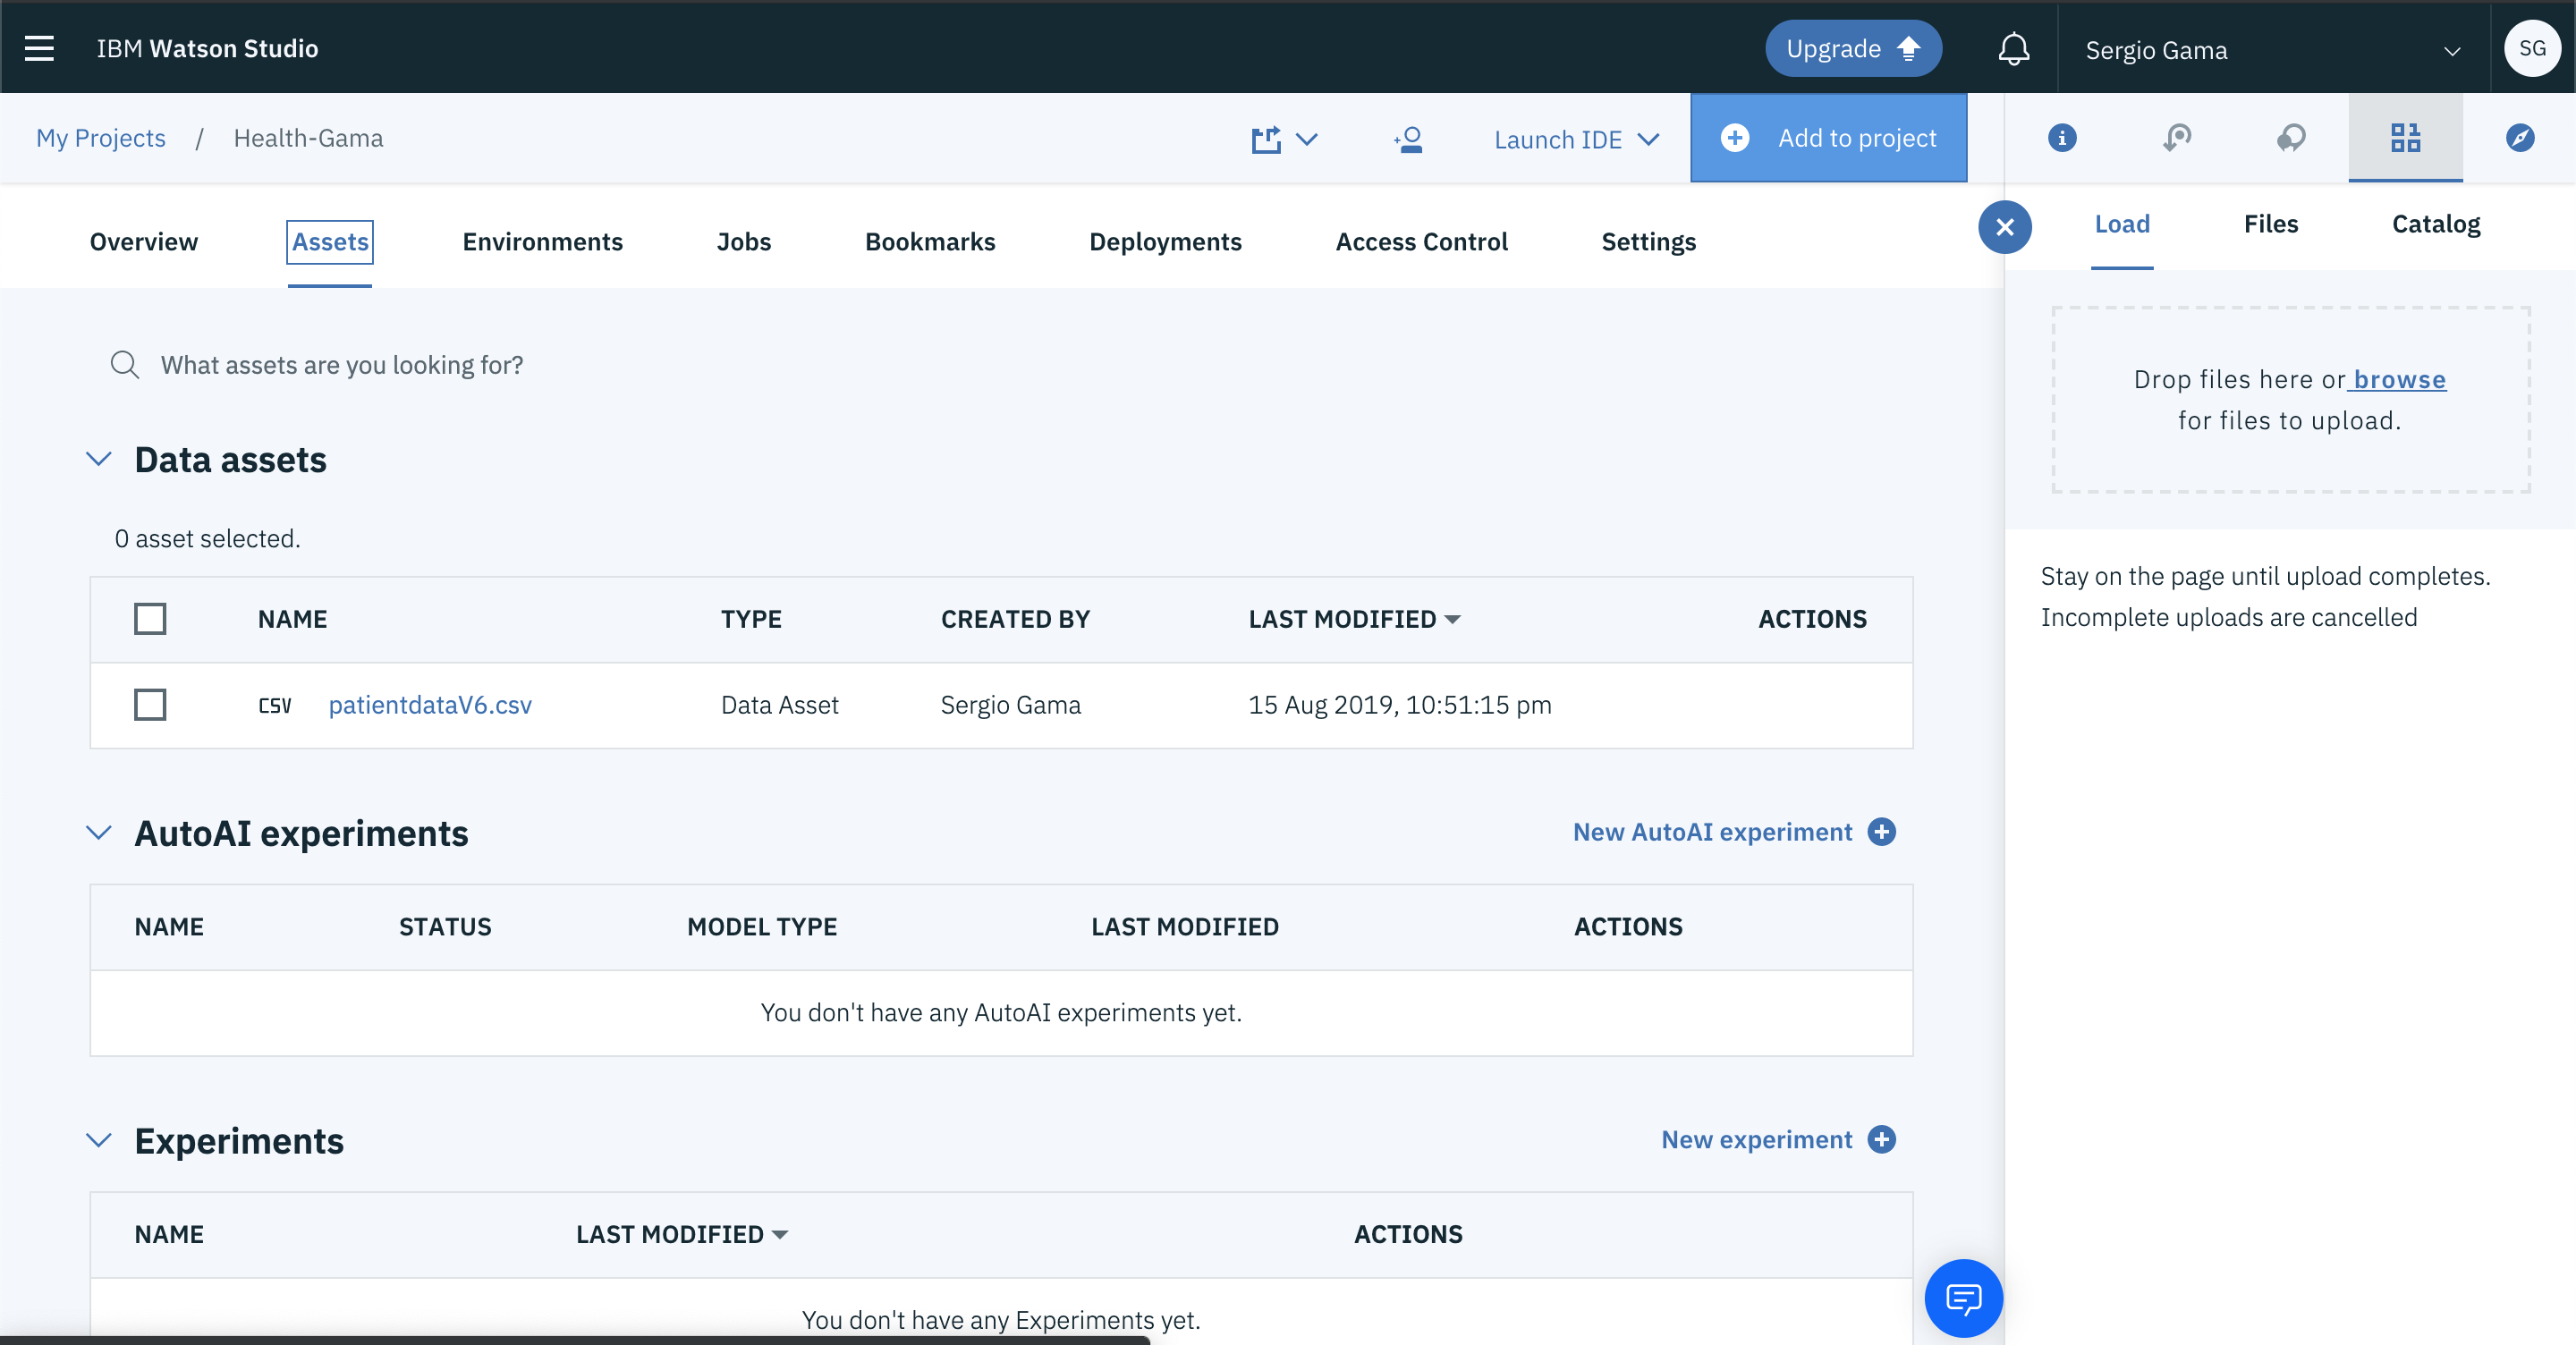 IBM Watson Studio
Upgrade
Sergio Gama
SG
My Projects / Health-Gama
Launch IDE
Add to project
Overview
Assets
Environments
Jobs
Bookmarks
Deployments
Access Control
Settings
Load
Files
Catalog
What assets are you looking for?
Drop files here or browse
for files to upload.
Stay on the page until upload completes.
Incomplete uploads are cancelled
Data assets
0 asset selected.
NAME TYPE CREATED BY LAST MODIFIED ACTIONS
CSV patientdataV6.csv Data Asset Sergio Gama 15 Aug 2019, 10:51:15 pm
AutoAI experiments
New AutoAI experiment
NAME STATUS MODEL TYPE LAST MODIFIED ACTIONS
You don't have any AutoAI experiments yet.
Experiments
New experiment
NAME LAST MODIFIED ACTIONS
You don't have any Experiments yet.